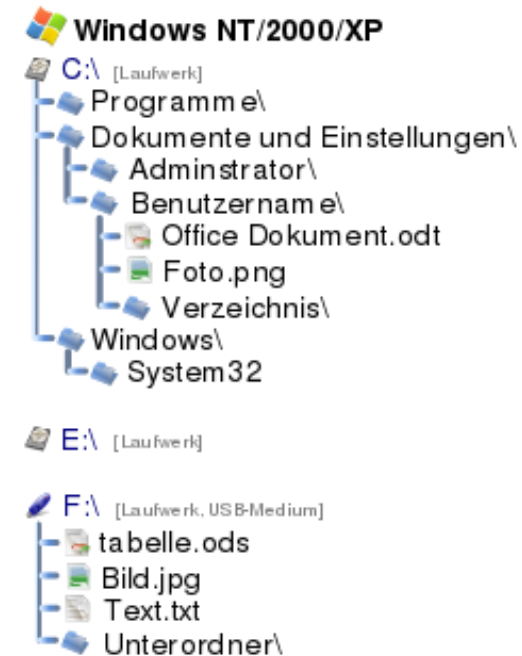 Windows NT/2000/XP
C:\ [Laufwerk]
Programme\
Dokumente und Einstellungen\
Adminstrator\
Benutzername\
Office Dokument.odt
Foto.png
Verzeichnis\
Windows\
System32
E:\ [Laufwerk]
F:\ [Laufwerk, USB-Medium]
tabelle.ods
Bild.jpg
Text.txt
Unterordner\